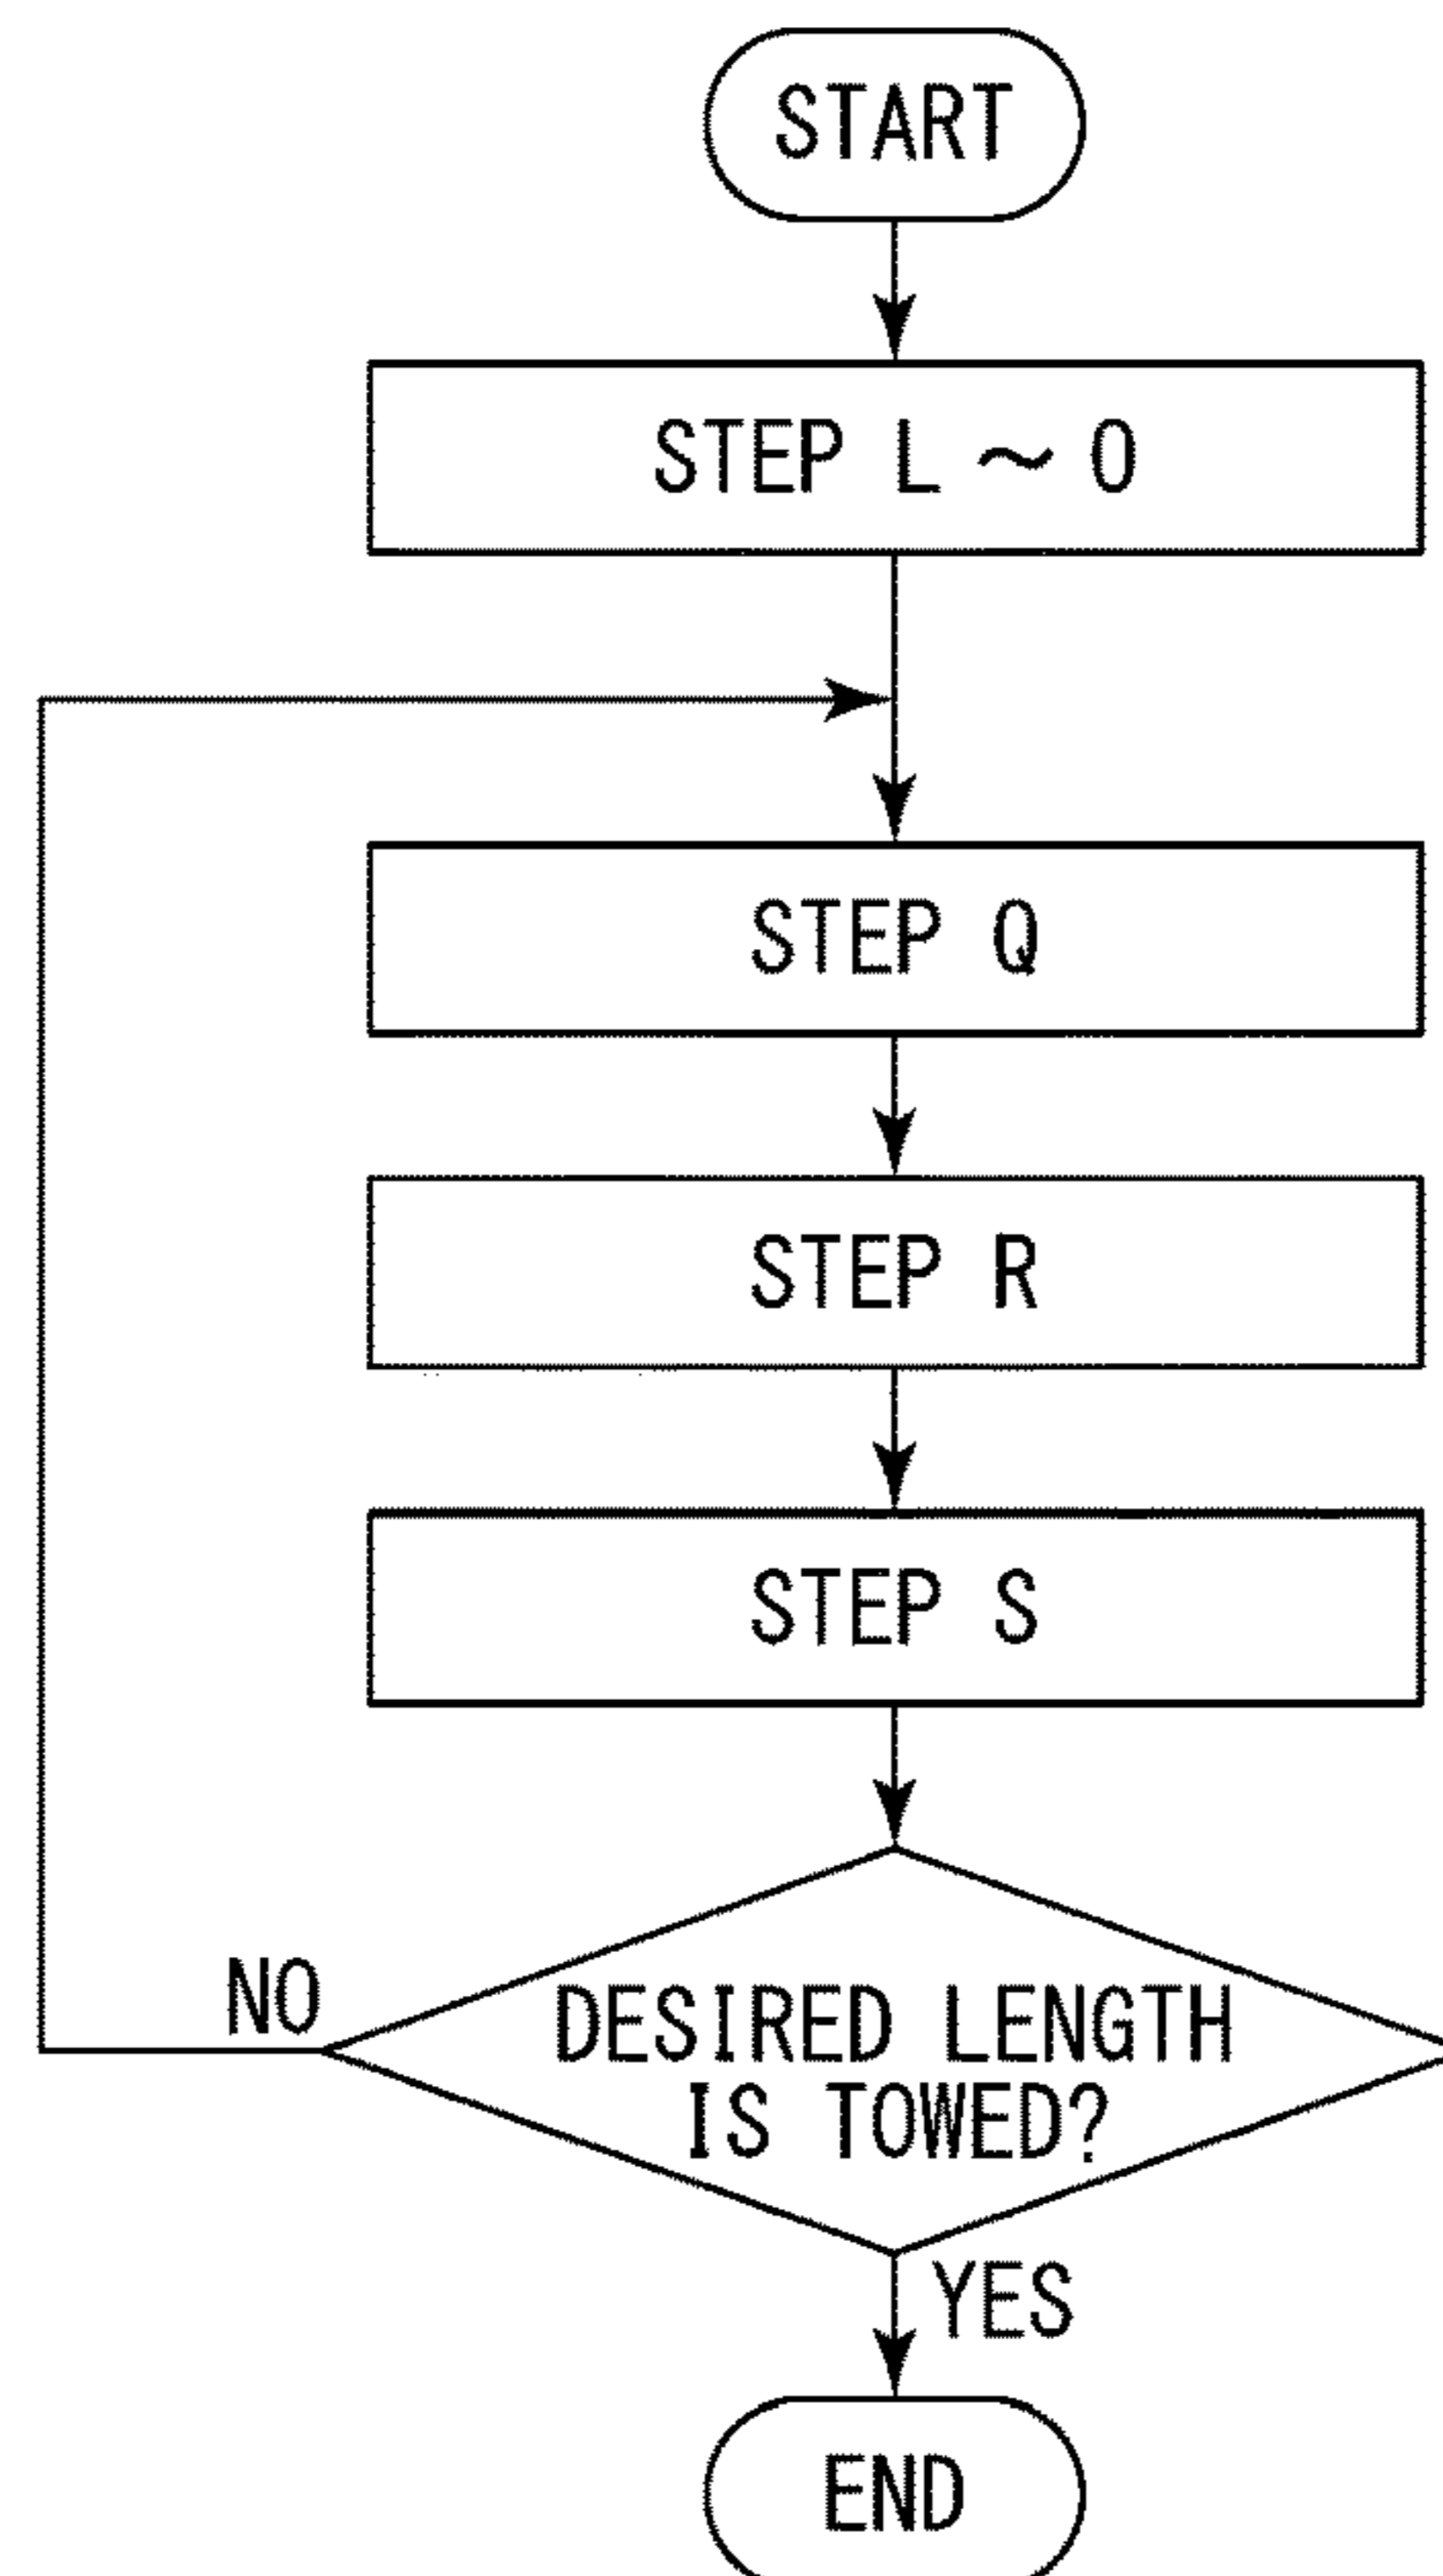 START
STEP L ~ O
STEP Q
STEP R
STEP S
NO
DESIRED LENGTH
IS TOWED?
YES
END